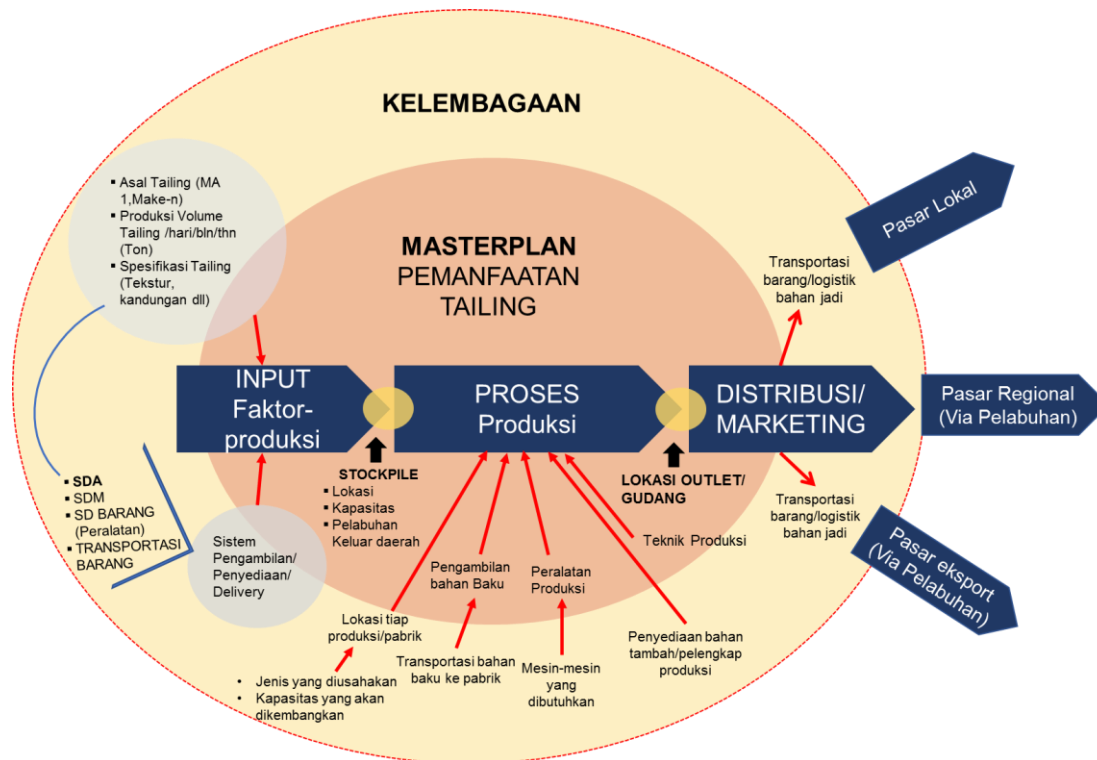 KELEMBAGAAN
▪ Asal Tailing (MA
1,Make-n)
▪ Produksi Volume
Tailing /hari/bln/thn
(Ton)
▪ Spesifikasi Tailing
(Tekstur,
kandungan dll)
MASTERPLAN
PEMANFAATAN
TAILING
Pasar Lokal
Transportasi
barang/logistik
bahan jadi
INPUT
Faktor-
produksi
PROSES
Produksi
DISTRIBUSI/
MARKETING
Pasar Regional
(Via Pelabuhan)
STOCKPILE
▪ Lokasi
▪ Kapasitas
▪ Pelabuhan
Keluar daerah
LOKASI OUTLET/
GUDANG
▪ SDA
▪ SDM
▪ SD BARANG
(Peralatan)
▪ TRANSPORTASI
BARANG
Sistem
Pengambilan/
Penyediaan/
Delivery
Transportasi
barang/logistik
bahan jadi
Pasar eksport
(Via Pelabuhan)
Teknik Produksi
Pengambilan
bahan Baku
Peralatan
Produksi
Lokasi tiap
produksi/pabrik
Penyediaan bahan
tambah/pelengkap
produksi
Transportasi bahan
baku ke pabrik
Mesin-mesin
yang
dibutuhkan
• Jenis yang diusahakan
• Kapasitas yang akan
dikembangkan